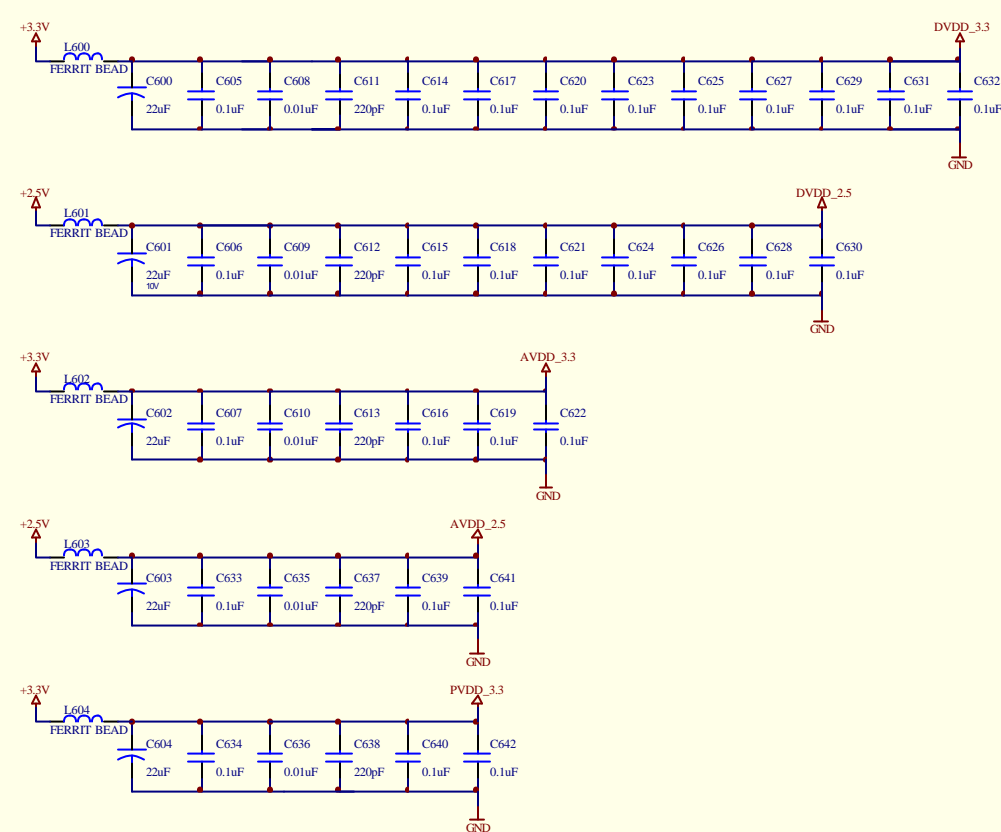 +3.3V DVDD_3.3
L600
FERRIT BEAD
C600 C605 C608 C611 C614 C617 C620 C623 C625 C627 C629 C631 C632
22uF 0.1uF 0.01uF 220pF 0.1uF 0.1uF 0.1uF 0.1uF 0.1uF 0.1uF 0.1uF 0.1uF 0.1uF
GND
+2.5V DVDD_2.5
L601
FERRIT BEAD
C601 C606 C609 C612 C615 C618 C621 C624 C626 C628 C630
22uF 0.1uF 0.01uF 220pF 0.1uF 0.1uF 0.1uF 0.1uF 0.1uF 0.1uF 0.1uF
10V
GND
+3.3V AVDD_3.3
L602
FERRIT BEAD
C602 C607 C610 C613 C616 C619 C622
22uF 0.1uF 0.01uF 220pF 0.1uF 0.1uF 0.1uF
GND
+2.5V AVDD_2.5
L603
FERRIT BEAD
C603 C633 C635 C637 C639 C641
22uF 0.1uF 0.01uF 220pF 0.1uF 0.1uF
GND
+3.3V PVDD_3.3
L604
FERRIT BEAD
C604 C634 C636 C638 C640 C642
22uF 0.1uF 0.01uF 220pF 0.1uF 0.1uF
GND